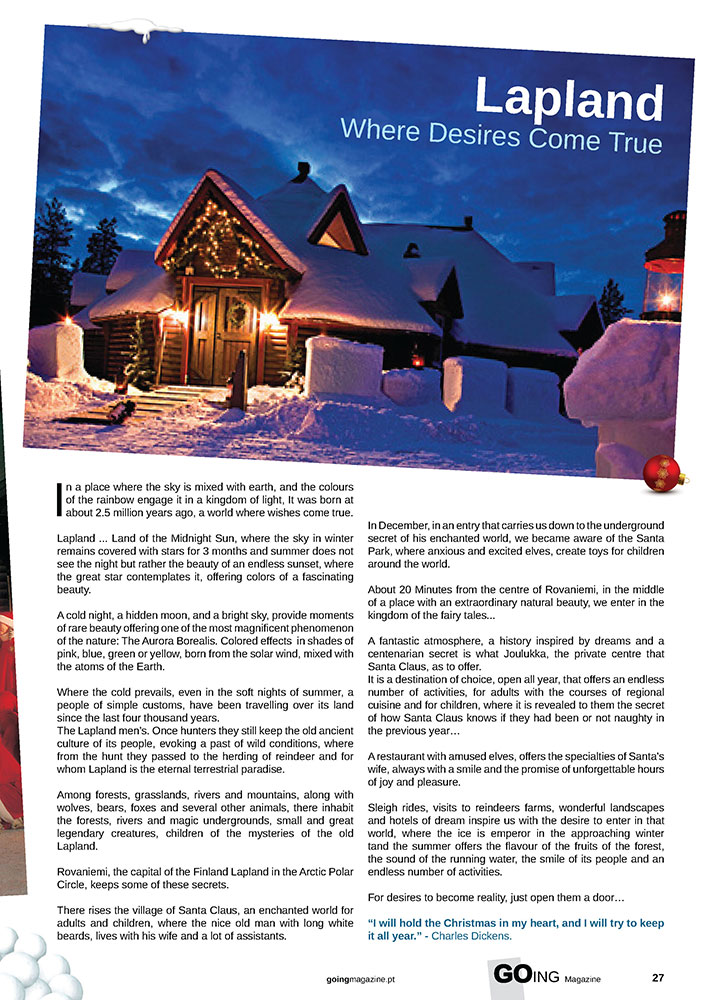 Lapland
Where Desires Come True
In a place where the sky is mixed with earth, and the colours
of the rainbow engage it in a kingdom of light, It was born at
about 2.5 million years ago, a world where wishes come true.
Lapland ... Land of the Midnight Sun, where the sky in winter
remains covered with stars for 3 months and summer does not
see the night but rather the beauty of an endless sunset, where
the great star contemplates it, offering colors of a fascinating
beauty.
A cold night, a hidden moon, and a bright sky, provide moments
of rare beauty offering one of the most magnificent phenomenon
of the nature: The Aurora Borealis. Colored effects in shades of
pink, blue, green or yellow, born from the solar wind, mixed with
the atoms of the Earth.
Where the cold prevails, even in the soft nights of summer, a
people of simple customs, have been travelling over its land
since the last four thousand years.
The Lapland men's. Once hunters they still keep the old ancient
culture of its people, evoking a past of wild conditions, where
from the hunt they passed to the herding of reindeer and for
whom Lapland is the eternal terrestrial paradise.
Among forests, grasslands, rivers and mountains, along with
wolves, bears, foxes and several other animals, there inhabit
the forests, rivers and magic undergrounds, small and great
legendary creatures, children of the mysteries of the old
Lapland.
Rovaniemi, the capital of the Finland Lapland in the Arctic Polar
Circle, keeps some of these secrets.
There rises the village of Santa Claus, an enchanted world for
adults and children, where the nice old man with long white
beards, lives with his wife and a lot of assistants.
In December, in an entry that carries us down to the underground
secret of his enchanted world, we became aware of the Santa
Park, where anxious and excited elves, create toys for children
around the world.
About 20 Minutes from the centre of Rovaniemi, in the middle
of a place with an extraordinary natural beauty, we enter in the
kingdom of the fairy tales...
A fantastic atmosphere, a history inspired by dreams and a
centenarian secret is what Joulukka, the private centre that
Santa Claus, as to offer.
It is a destination of choice, open all year, that offers an endless
number of activities, for adults with the courses of regional
cuisine and for children, where it is revealed to them the secret
of how Santa Claus knows if they had been or not naughty in
the previous year…
A restaurant with amused elves, offers the specialties of Santa's
wife, always with a smile and the promise of unforgettable hours
of joy and pleasure.
Sleigh rides, visits to reindeers farms, wonderful landscapes
and hotels of dream inspire us with the desire to enter in that
world, where the ice is emperor in the approaching winter
tand the summer offers the flavour of the fruits of the forest,
the sound of the running water, the smile of its people and an
endless number of activities.
For desires to become reality, just open them a door…
“I will hold the Christmas in my heart, and I will try to keep
it all year.” - Charles Dickens.
goingmagazine.pt
GOING Magazine
27